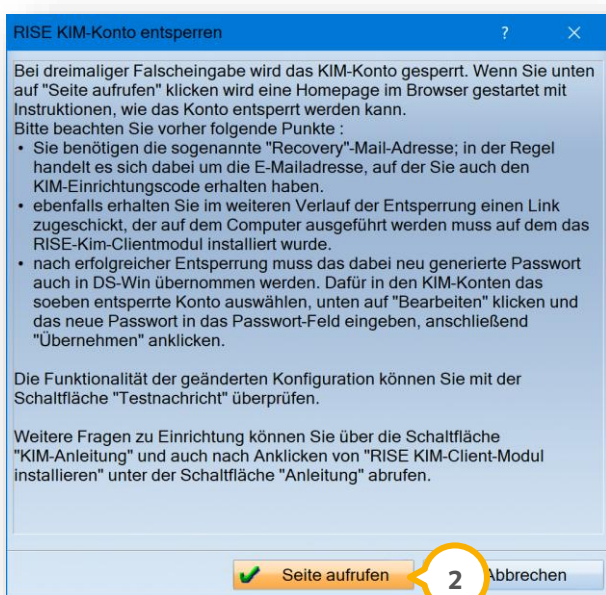 RISE KIM-Konto entsperren ? ×
Bei dreimaliger Falscheingabe wird das KIM-Konto gesperrt. Wenn Sie unten
auf "Seite aufrufen" klicken wird eine Homepage im Browser gestartet mit
Instruktionen, wie das Konto entsperrt werden kann.
Bitte beachten Sie vorher folgende Punkte :
• Sie benötigen die sogenannte "Recovery"-Mail-Adresse; in der Regel
handelt es sich dabei um die E-Mailadresse, auf der Sie auch den
KIM-Einrichtungscode erhalten haben.
• ebenfalls erhalten Sie im weiteren Verlauf der Entsperrung einen Link
zugeschickt, der auf dem Computer ausgeführt werden muss auf dem das
RISE-Kim-Clientmodul installiert wurde.
• nach erfolgreicher Entsperrung muss das dabei neu generierte Passwort
auch in DS-Win übernommen werden. Dafür in den KIM-Konten das
soeben entsperrte Konto auswählen, unten auf "Bearbeiten" klicken und
das neue Passwort in das Passwort-Feld eingeben, anschließend
"Übernehmen" anklicken.
Die Funktionalität der geänderten Konfiguration können Sie mit der
Schaltfläche "Testnachricht" überprüfen.
Weitere Fragen zu Einrichtung können Sie über die Schaltfläche
"KIM-Anleitung" und auch nach Anklicken von "RISE KIM-Client-Modul
installieren" unter der Schaltfläche "Anleitung" abrufen.
Seite aufrufen 2 Abbrechen